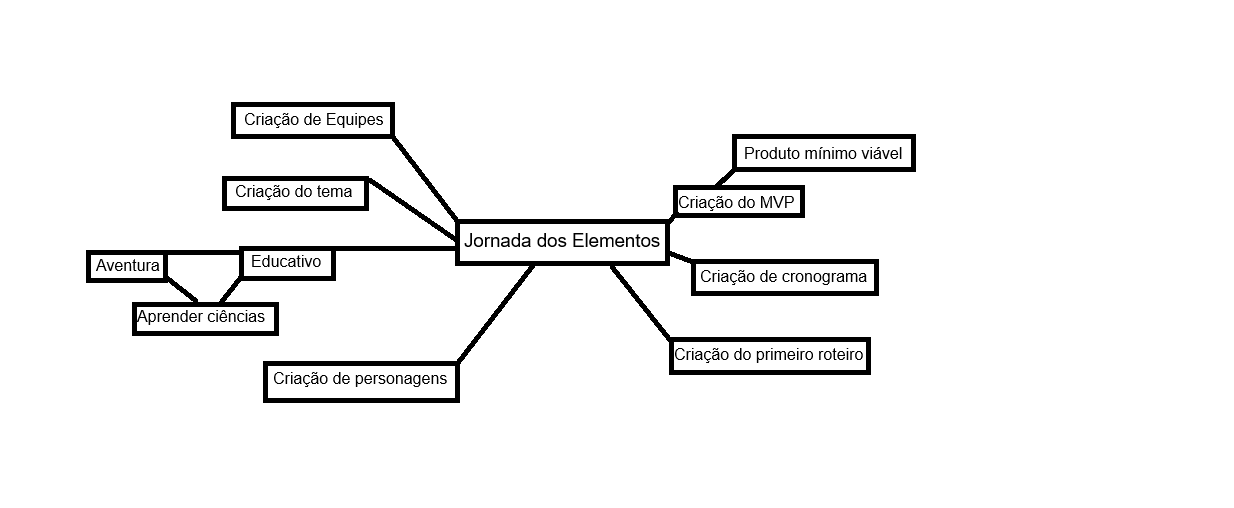 Criação de Equipes
Produto mínimo viável
Criação do tema
Criação do MVP
Jornada dos Elementos
Aventura
Educativo
Criação de cronograma
Aprender ciências
Criação do primeiro roteiro
Criação de personagens